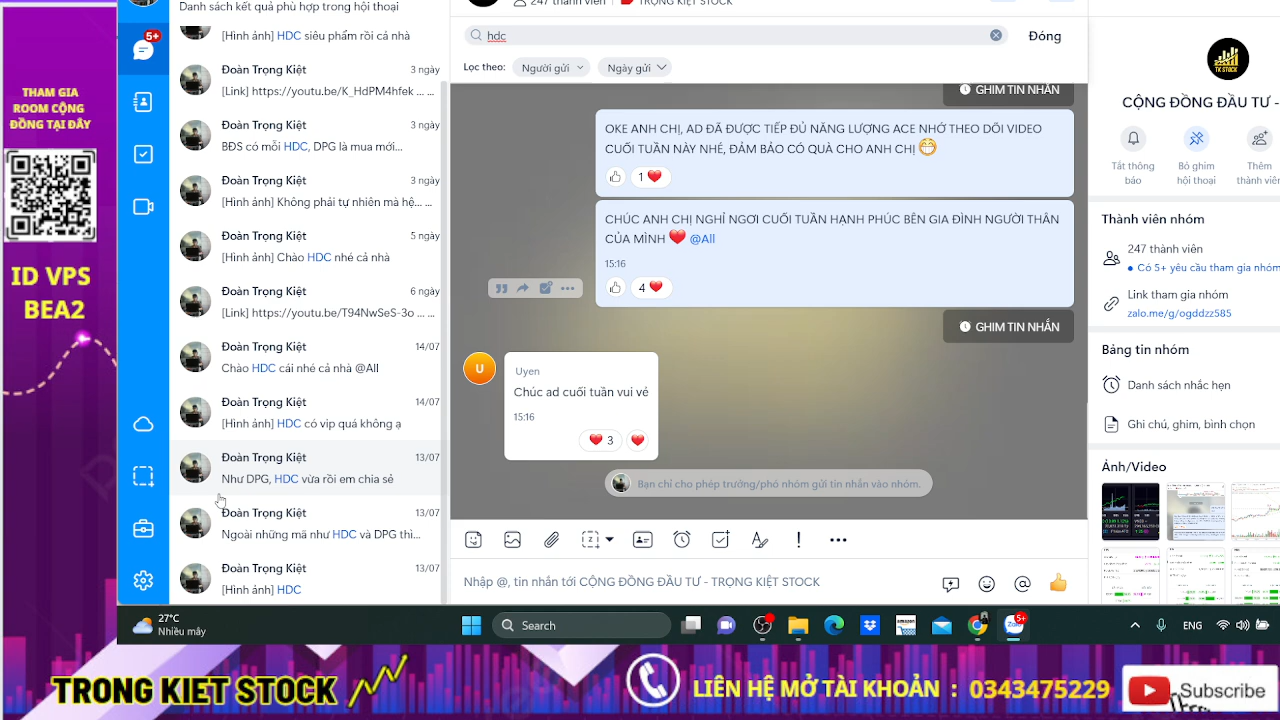 THAM GIA
ROOM CỘNG
ĐỒNG TẠI ĐÂY
ID VPS
BEA2
5+
Danh sách kết quả phù hợp trong hội thoại
[Hình ảnh] HDC siêu phẩm rồi cả nhà
Đoàn Trọng Kiệt
3 ngày
[Link] https://youtu.be/K_HdPM4hfek ... ...
Đoàn Trọng Kiệt
3 ngày
BĐS có mỗi HDC, DPG là mua mới...
Đoàn Trọng Kiệt
3 ngày
[Hình ảnh] Không phải tự nhiên mà hệ... ...
Đoàn Trọng Kiệt
5 ngày
[Hình ảnh] Chào HDC nhé cả nhà
Đoàn Trọng Kiệt
6 ngày
[Link] https://youtu.be/T94NwSeS-3o ... ...
Đoàn Trọng Kiệt
14/07
Chào HDC cái nhé cả nhà @All
Đoàn Trọng Kiệt
14/07
[Hình ảnh] HDC có vip quá không ạ
Đoàn Trọng Kiệt
13/07
Như DPG, HDC vừa rồi em chia sẻ
Đoàn Trọng Kiệt
13/07
Ngoài những mã như HDC và DPG thì
Đoàn Trọng Kiệt
13/07
[Hình ảnh] HDC
247 thành viên
TRỌNG KIỆT STOCK
hdc
Đóng
Lọc theo:
Người gửi
Ngày gửi
GHIM TIN NHẮN
OKE ANH CHỊ, AD ĐÃ ĐƯỢC TIẾP ĐỦ NĂNG LƯỢNG ACE NHỚ THEO DÕI VIDEO
CUỐI TUẦN NÀY NHÉ, ĐẢM BẢO CÓ QUÀ CHO ANH CHỊ
1
CHÚC ANH CHỊ NGHỈ NGƠI CUỐI TUẦN HẠNH PHÚC BÊN GIA ĐÌNH NGƯỜI THÂN
CỦA MÌNH @All
15:16
4
GHIM TIN NHẮN
U
Uyen
Chúc ad cuối tuần vui vẻ
15:16
3
Bạn chỉ cho phép trưởng/phó nhóm gửi tin nhắn vào nhóm.
Nhập @, tin nhắn tới CỘNG ĐỒNG ĐẦU TƯ - TRỌNG KIỆT STOCK
TK STOCK
CỘNG ĐỒNG ĐẦU TƯ -
Tắt thông
báo
Bỏ ghim
hội thoại
Thêm
thành viên
Thành viên nhóm
247 thành viên
Có 5+ yêu cầu tham gia nhóm
Link tham gia nhóm
zalo.me/g/ogddzz585
Bảng tin nhóm
Danh sách nhắc hẹn
Ghi chú, ghim, bình chọn
Ảnh/Video
27°C
Nhiều mây
Search
5+
ENG
TRONG KIET STOCK
LIÊN HỆ MỞ TÀI KHOẢN : 0343475229
Subscribe